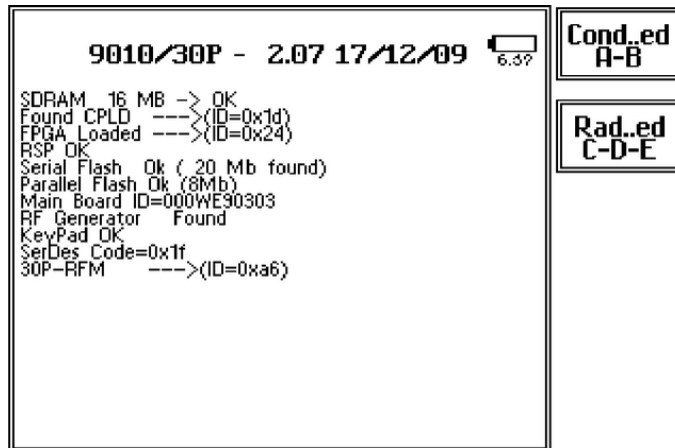 9010/30P - 2.07 17/12/09
6.37
Cond..ed
A-B
Rad..ed
C-D-E
SDRAM 16 MB -> OK
Found CPLD --->(ID=0x1d)
FPGA Loaded --->(ID=0x24)
RSP OK
Serial Flash Ok ( 20 Mb found)
Parallel Flash Ok (8Mb)
Main Board ID=000WE90303
RF Generator Found
KeyPad OK
SerDes Code=0x1f
30P-RFM --->(ID=0xa6)